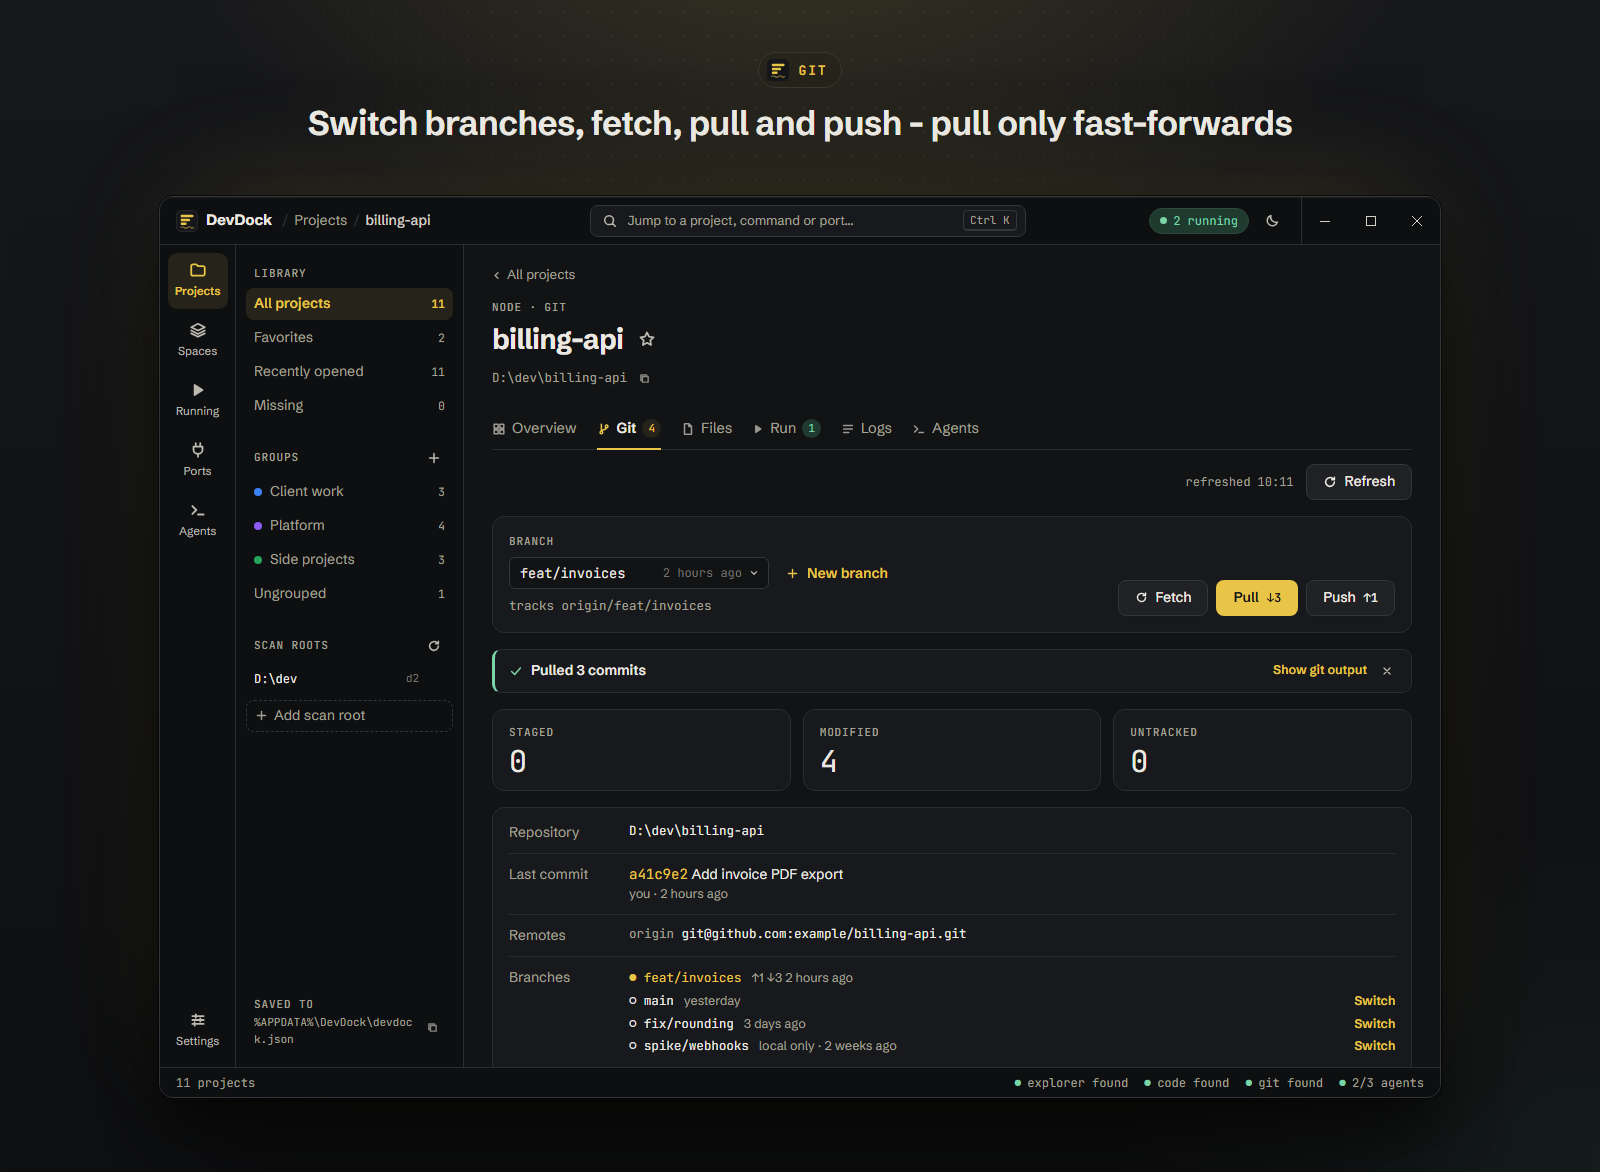 GIT
Switch branches, fetch, pull and push - pull only fast-forwards
DevDock / Projects / billing-api
Jump to a project, command or port...
Ctrl K
2 running
Projects
Spaces
Running
Ports
Agents
Settings
LIBRARY
All projects 11
Favorites 2
Recently opened 11
Missing 0
GROUPS
Client work 3
Platform 4
Side projects 3
Ungrouped 1
SCAN ROOTS
D:\dev d2
+ Add scan root
SAVED TO
%APPDATA%\DevDock\devdoc
k.json
All projects
NODE · GIT
billing-api
D:\dev\billing-api
Overview Git 4 Files Run 1 Logs Agents
refreshed 10:11 Refresh
BRANCH
feat/invoices 2 hours ago + New branch
tracks origin/feat/invoices
Fetch Pull ↓3 Push ↑1
Pulled 3 commits Show git output
STAGED
0
MODIFIED
4
UNTRACKED
0
Repository D:\dev\billing-api
Last commit a41c9e2 Add invoice PDF export
you · 2 hours ago
Remotes origin git@github.com:example/billing-api.git
Branches feat/invoices ↑1 ↓3 2 hours ago
main yesterday Switch
fix/rounding 3 days ago Switch
spike/webhooks local only · 2 weeks ago Switch
11 projects explorer found code found git found 2/3 agents